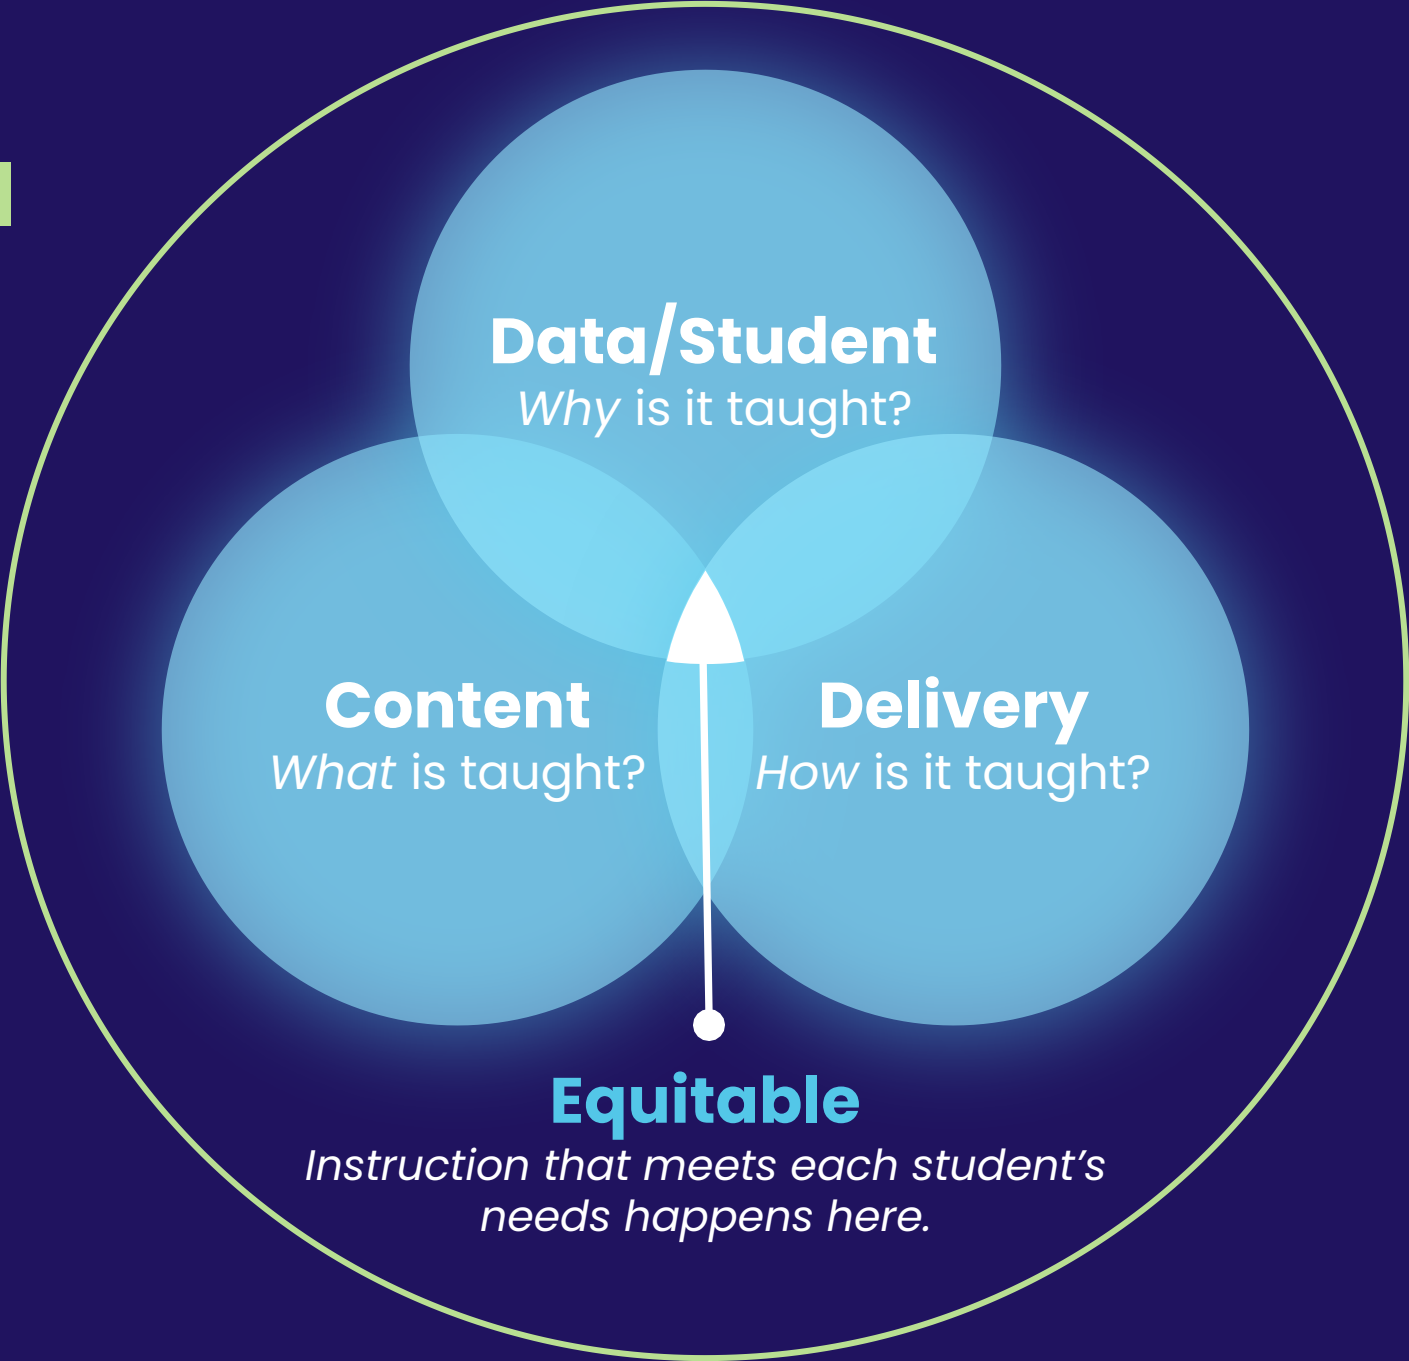 Data/Student
Why is it taught?
Content
What is taught?
Delivery
How is it taught?
Equitable
Instruction that meets each student’s
needs happens here.